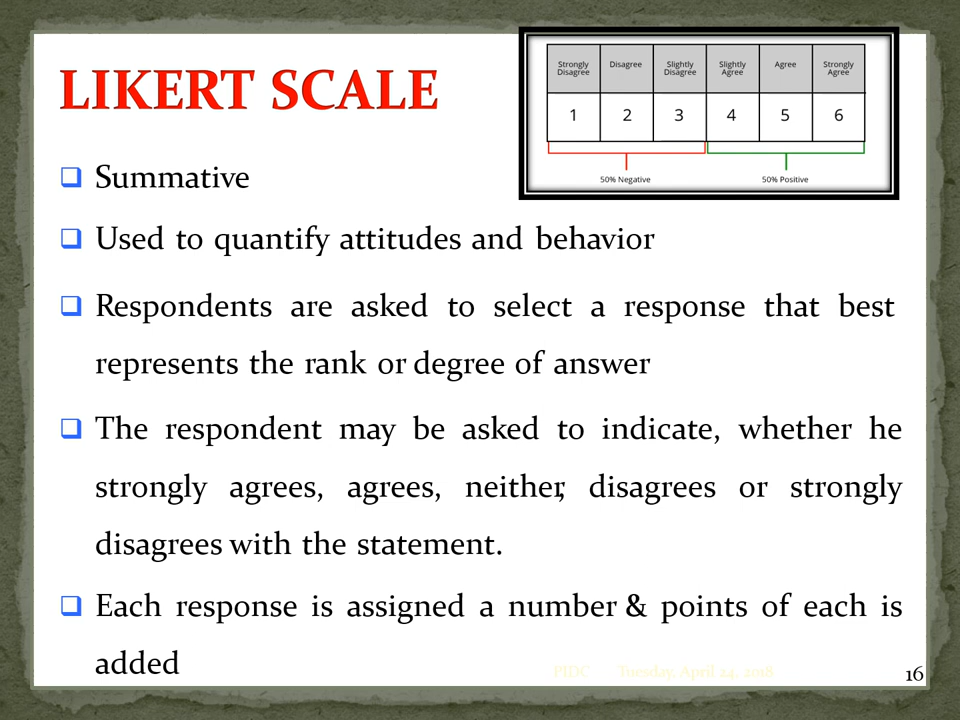 LIKERT SCALE
Strongly Disagree Disagree Slightly Disagree Slightly Agree Agree Strongly Agree
1 2 3 4 5 6
50% Negative 50% Positive
❑ Summative
❑ Used to quantify attitudes and behavior
❑ Respondents are asked to select a response that best
represents the rank or degree of answer
❑ The respondent may be asked to indicate, whether he
strongly agrees, agrees, neither, disagrees or strongly
disagrees with the statement.
❑ Each response is assigned a number & points of each is
added
PIDC Tuesday, April 24, 2018
16